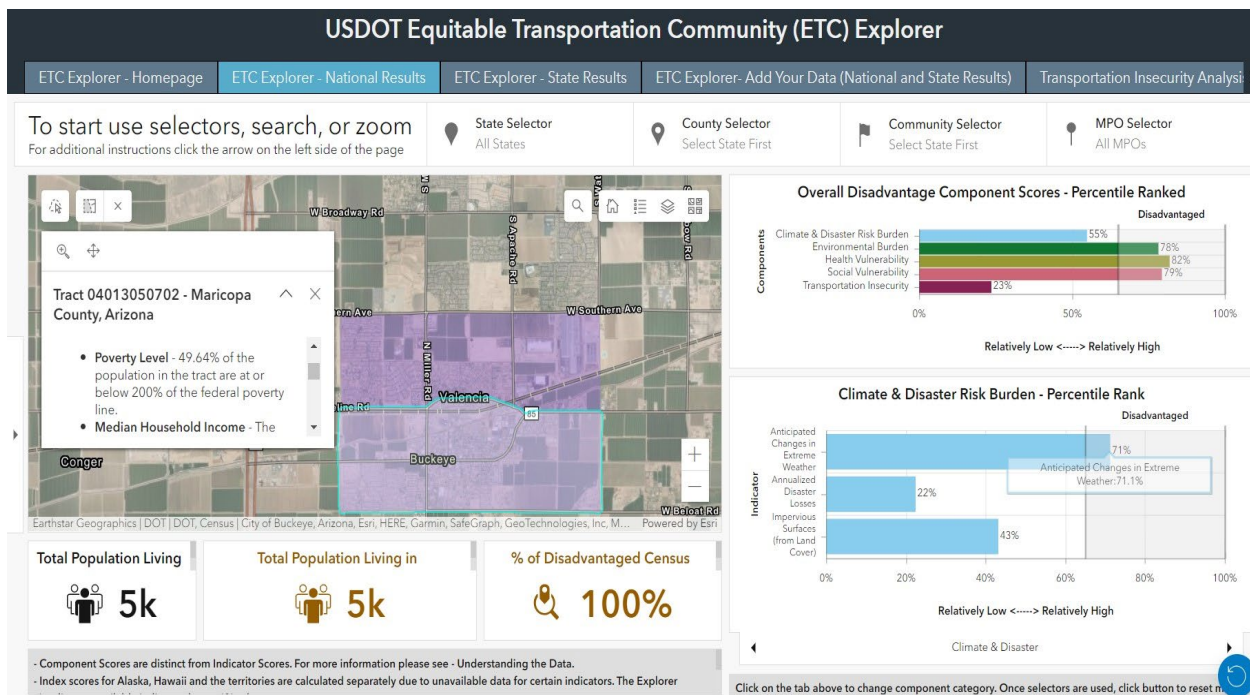 USDOT Equitable Transportation Community (ETC) Explorer
ETC Explorer - Homepage
ETC Explorer - National Results
ETC Explorer - State Results
ETC Explorer- Add Your Data (National and State Results)
Transportation Insecurity Analysi
To start use selectors, search, or zoom
For additional instructions click the arrow on the left side of the page
State Selector
All States
County Selector
Select State First
Community Selector
Select State First
MPO Selector
All MPOs
W Broadway Rd
S Apache Rd
W Southern Ave
ern Ave
N Miller Rd
Valencia
line Rd
85
Buckeye
Conger
W Beloat Rd
Tract 04013050702 - Maricopa
County, Arizona
• Poverty Level - 49.64% of the
population in the tract are at or
below 200% of the federal poverty
line.
• Median Household Income - The
Earthstar Geographics | DOT | DOT, Census | City of Buckeye, Arizona, Esri, HERE, Garmin, SafeGraph, GeoTechnologies, Inc, M...
Powered by Esri
Total Population Living
5k
Total Population Living in
5k
% of Disadvantaged Census
100%
- Component Scores are distinct from Indicator Scores. For more information please see - Understanding the Data.
- Index scores for Alaska, Hawaii and the territories are calculated separately due to unavailable data for certain indicators. The Explorer
Overall Disadvantage Component Scores - Percentile Ranked
Disadvantaged
Components
Climate & Disaster Risk Burden
55%
Environmental Burden
78%
Health Vulnerability
82%
Social Vulnerability
79%
Transportation Insecurity
23%
0%
50%
100%
Relatively Low <-----> Relatively High
Climate & Disaster Risk Burden - Percentile Rank
Disadvantaged
Indicator
Anticipated
Changes in
Extreme
Weather
71%
Anticipated Changes in Extreme
Weather:71.1%
Annualized
Disaster
Losses
22%
Impervious
Surfaces
(from Land
Cover)
43%
0%
20%
40%
60%
80%
100%
Relatively Low <-----> Relatively High
Climate & Disaster
Click on the tab above to change component category. Once selectors are used, click button to reset m